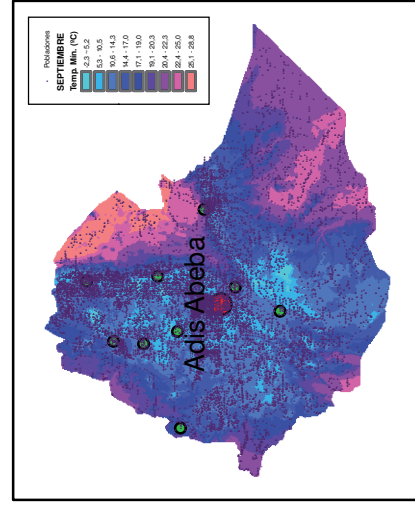 Pobladores
SEPTIEMBRE
Temp. Mín. (ºC)
-2,3 – 5,2
5,3 - 10,5
10,6 - 14,3
14,4 - 17,0
17,1 - 19,0
19,1 - 20,3
20,4 – 22,3
22,4 - 25,0
25,1 - 28,8
Adis Abeba